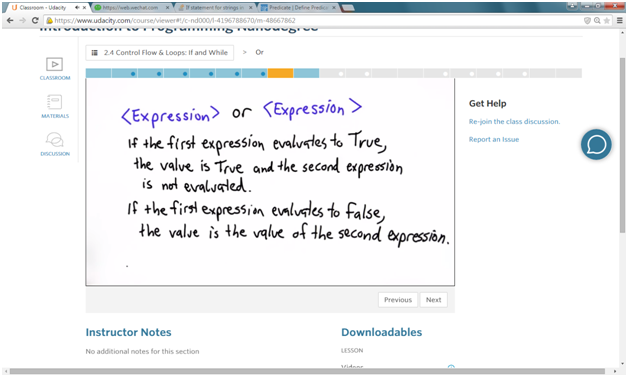 Classroom - Udacity
https://web.wechat.com
If statement for strings in
Predicate | Define Predic
https://www.udacity.com/course/viewer#!/c-nd000/l-4196788670/m-48667862
Introduction to Programming Nanodegree
2.4 Control Flow & Loops: If and While > Or
CLASSROOM
MATERIALS
DISCUSSION
<Expression> or <Expression>
If the first expression evaluates to True,
the value is True and the second expression
is not evaluated.
If the first expression evaluates to False,
the value is the value of the second expression.
Get Help
Re-join the class discussion.
Report an Issue
Previous
Next
Instructor Notes
No additional notes for this section
Downloadables
LESSON
Videos